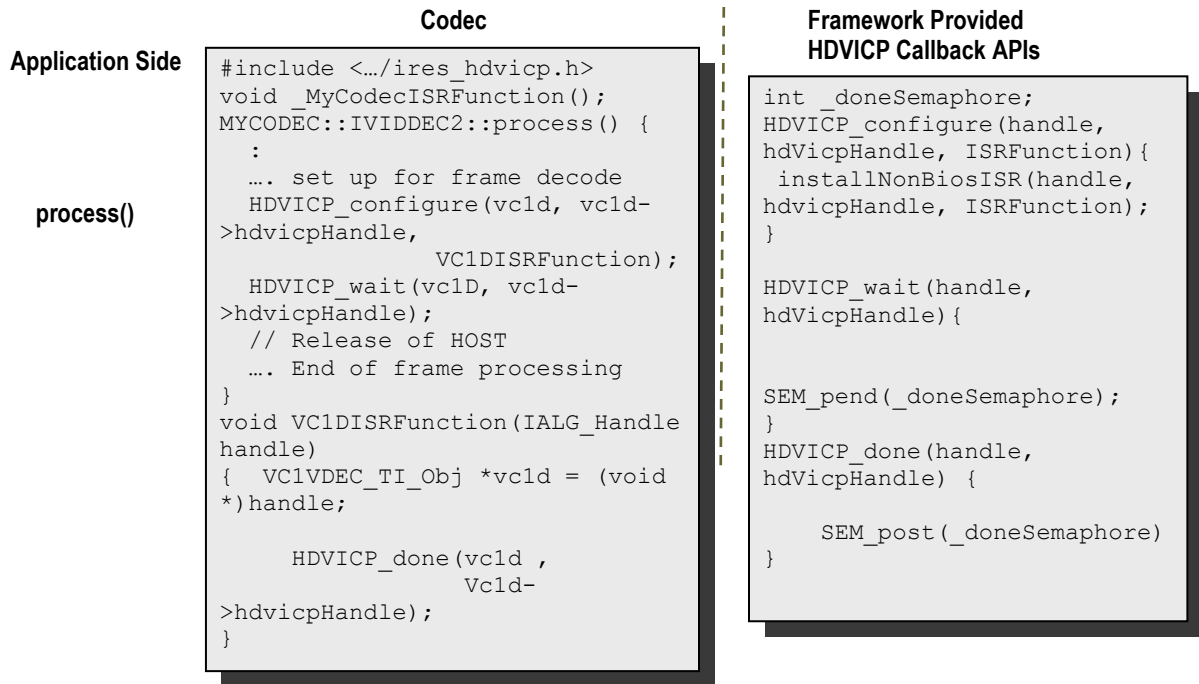 Codec
Framework Provided
HDVICP Callback APIs
Application Side
process()
#include <…/ires_hdvicp.h>
void _MyCodecISRFunction();
MYCODEC::IVIDDEC2::process() {
:
…. set up for frame decode
HDVICP_configure(vc1d, vc1d-
>hdvicpHandle,
VC1DISRFunction);
HDVICP_wait(vc1D, vc1d-
>hdvicpHandle);
// Release of HOST
…. End of frame processing
}
void VC1DISRFunction(IALG_Handle
handle)
{ VC1VDEC_TI_Obj *vc1d = (void
*)handle;
HDVICP_done(vc1d ,
Vc1d-
>hdvicpHandle);
}
int _doneSemaphore;
HDVICP_configure(handle,
hdVicpHandle, ISRFunction){
installNonBiosISR(handle,
hdvicpHandle, ISRFunction);
}
HDVICP_wait(handle,
hdVicpHandle){
SEM_pend(_doneSemaphore);
}
HDVICP_done(handle,
hdVicpHandle) {
SEM_post(_doneSemaphore)
}